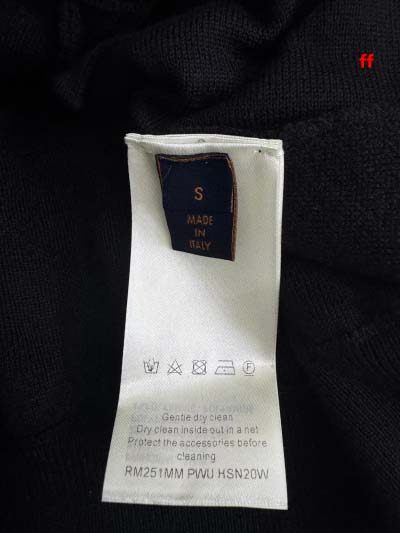 ff
S
MADE
IN
ITALY
Gentle dry clean
Dry clean inside out in a net
Protect the accessories before
cleaning
RM251MM PWU HSN20W